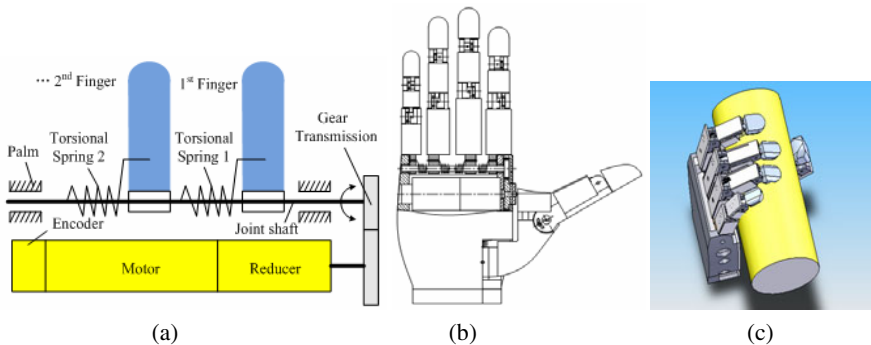 … 2nd Finger
1st Finger
Gear
Transmission
Torsional
Spring 2
Torsional
Spring 1
Palm
Encoder
Joint shaft
Motor
Reducer
(a)
(b)
(c)